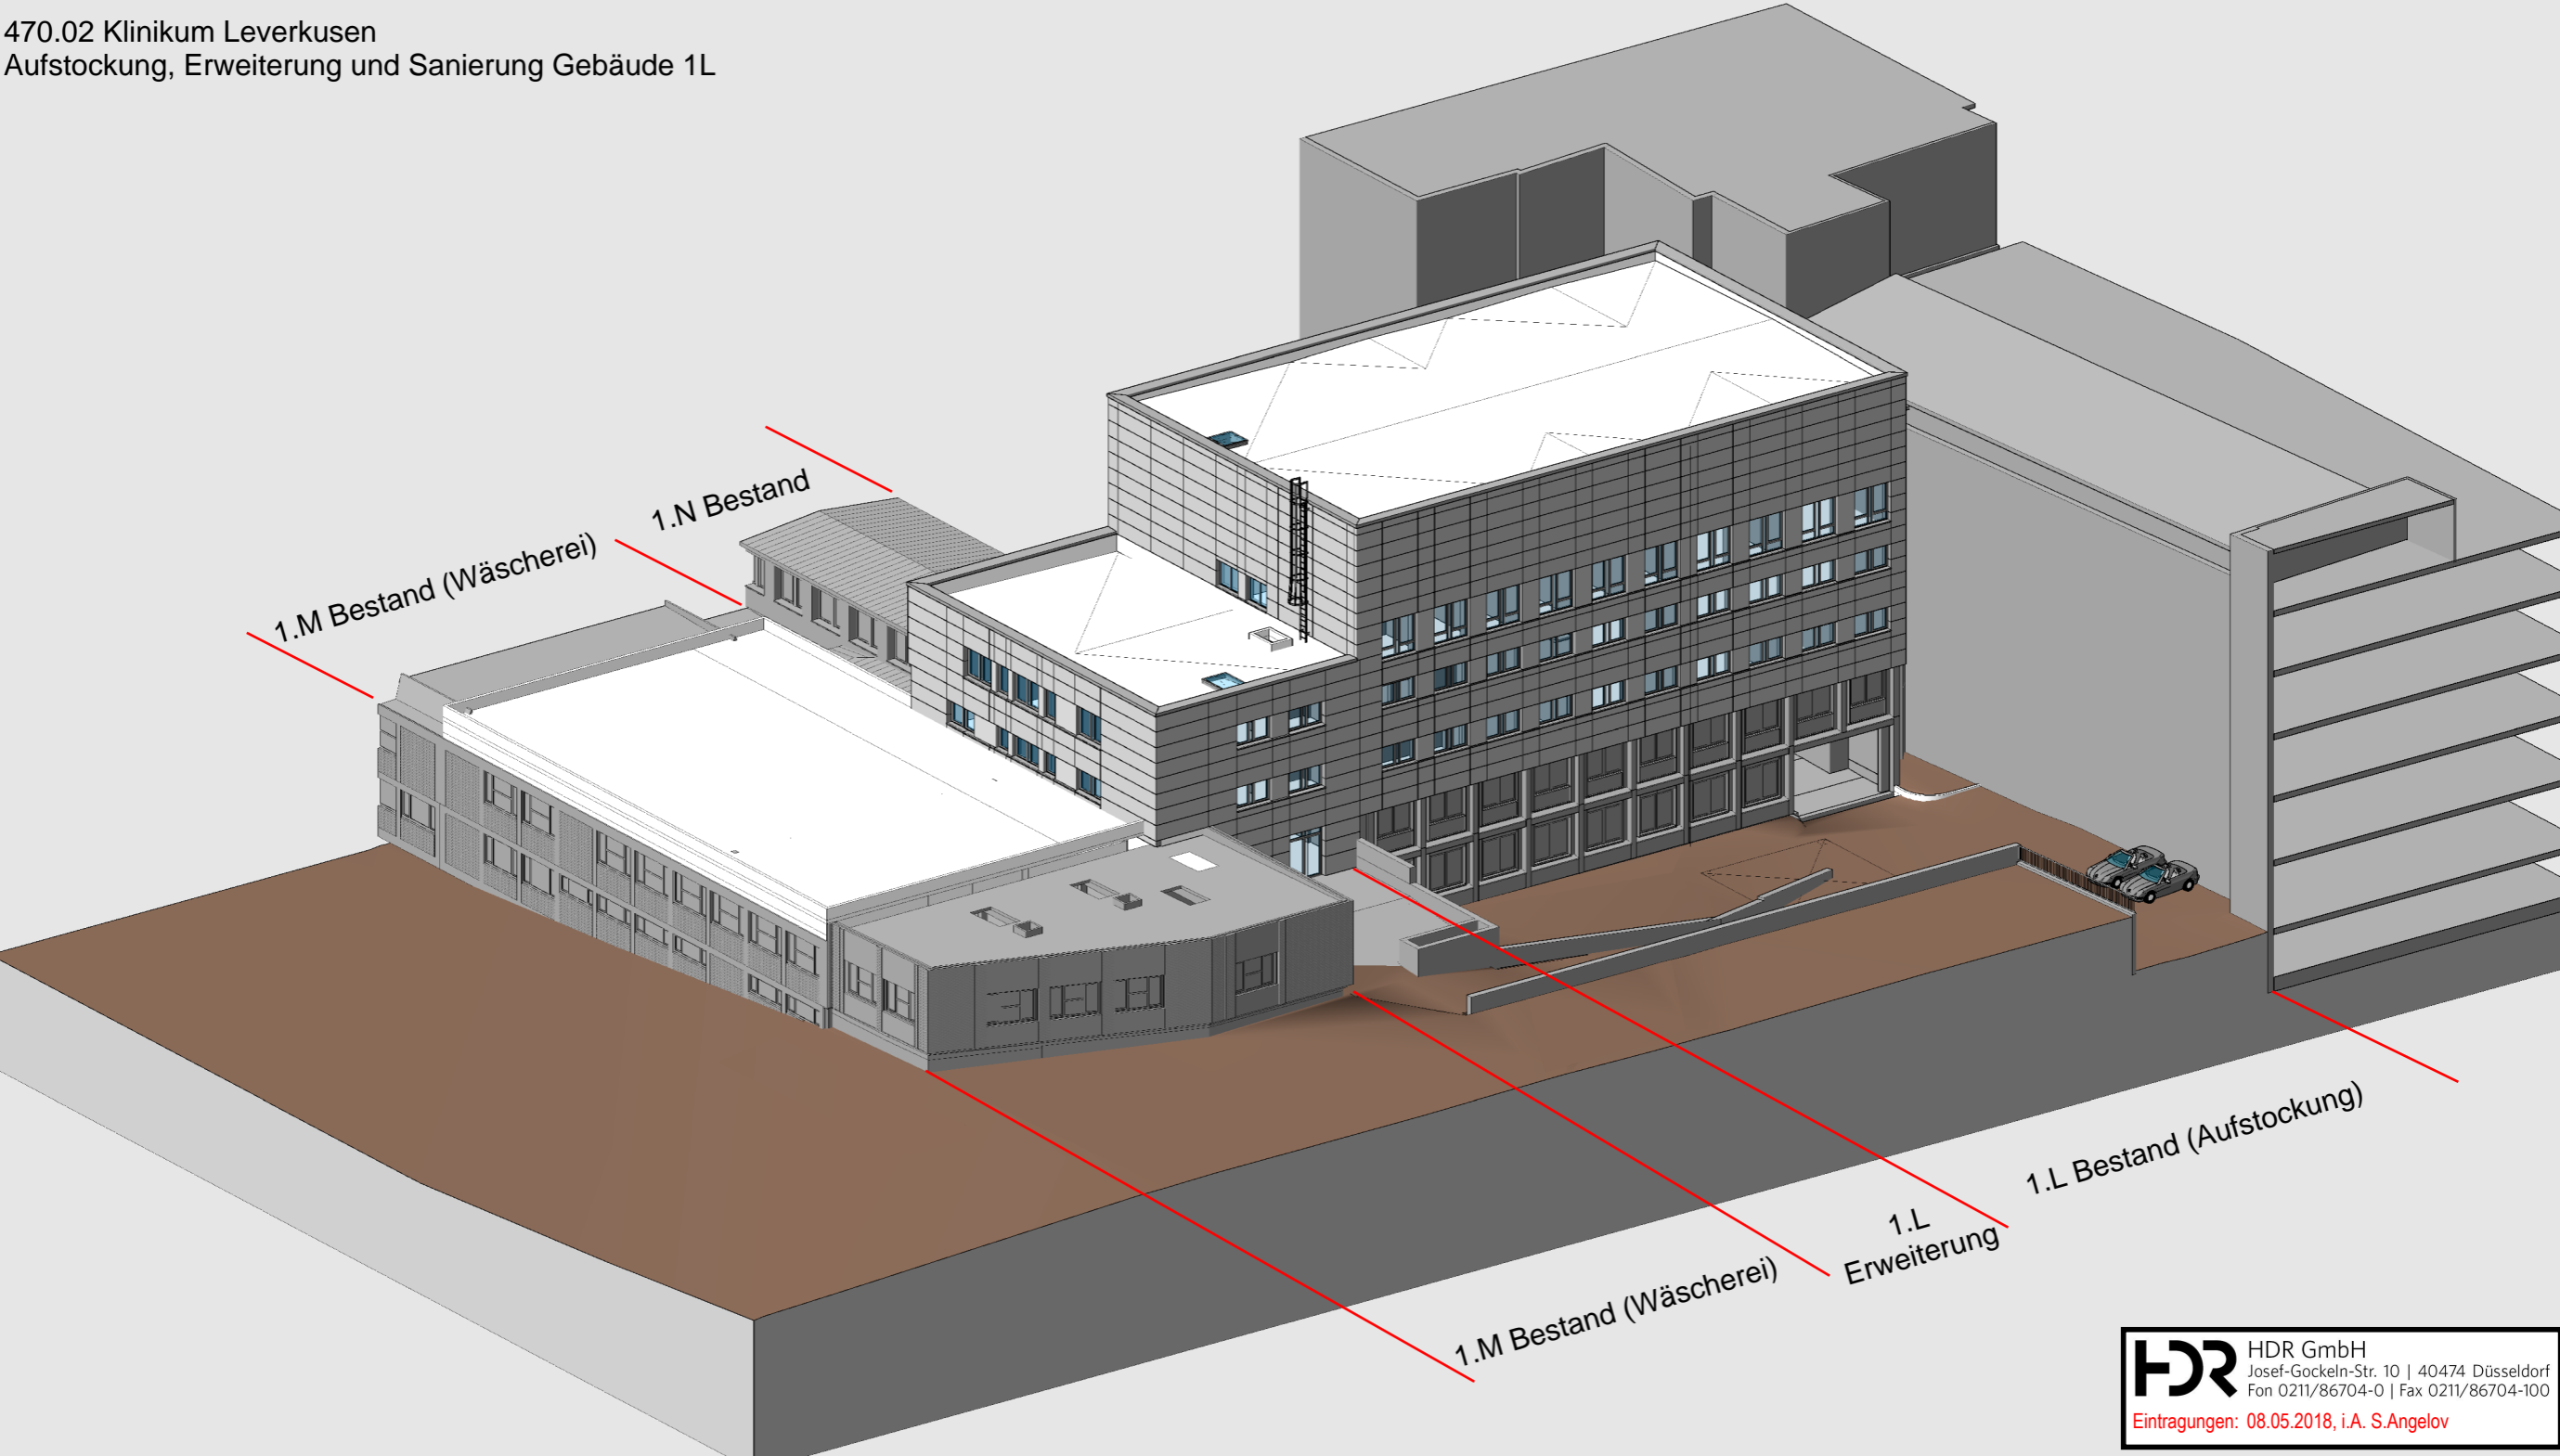 470.02 Klinikum Leverkusen
Aufstockung, Erweiterung und Sanierung Gebäude 1L
1.N Bestand
1.M Bestand (Wäscherei)
1.L Bestand (Aufstockung)
1.L
Erweiterung
1.M Bestand (Wäscherei)
HDR
HDR GmbH
Josef-Gockeln-Str. 10 | 40474 Düsseldorf
Fon 0211/86704-0 | Fax 0211/86704-100
Eintragungen: 08.05.2018, i.A. S.Angelov